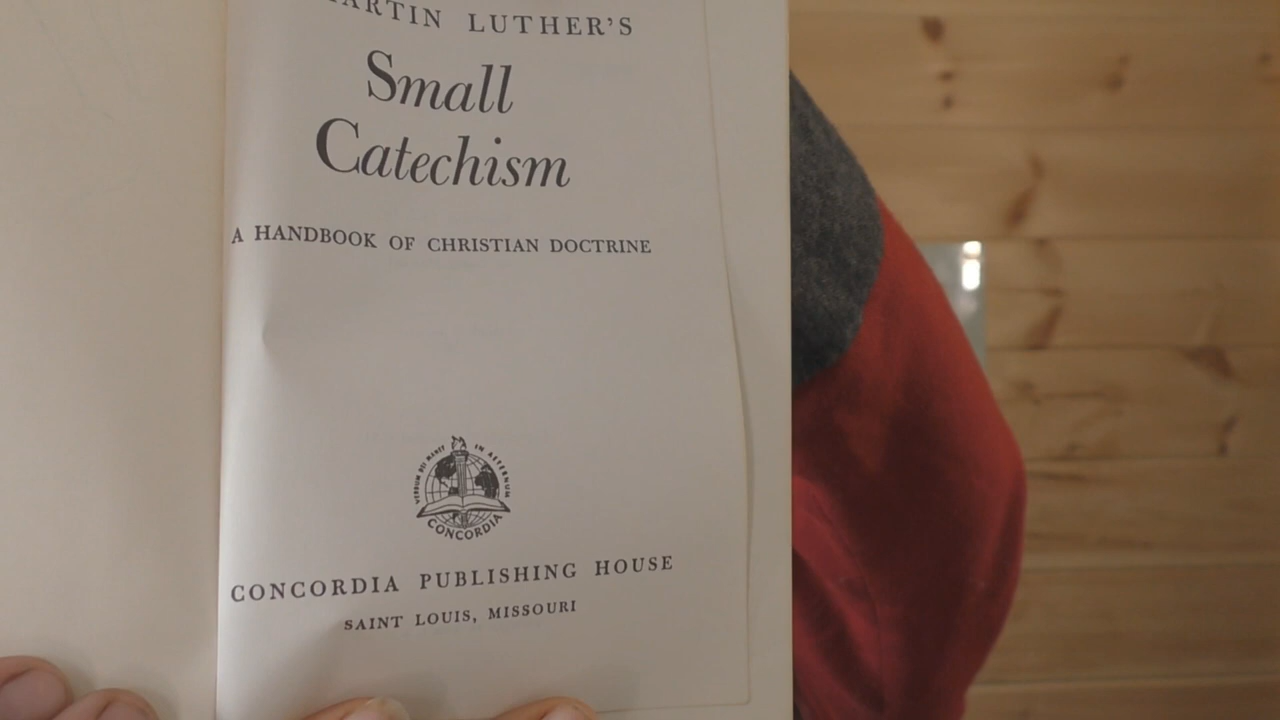 MARTIN LUTHER'S
Small
Catechism
A HANDBOOK OF CHRISTIAN DOCTRINE
VERBUM DEI MANET IN AETERNUM
CONCORDIA
CONCORDIA PUBLISHING HOUSE
SAINT LOUIS, MISSOURI